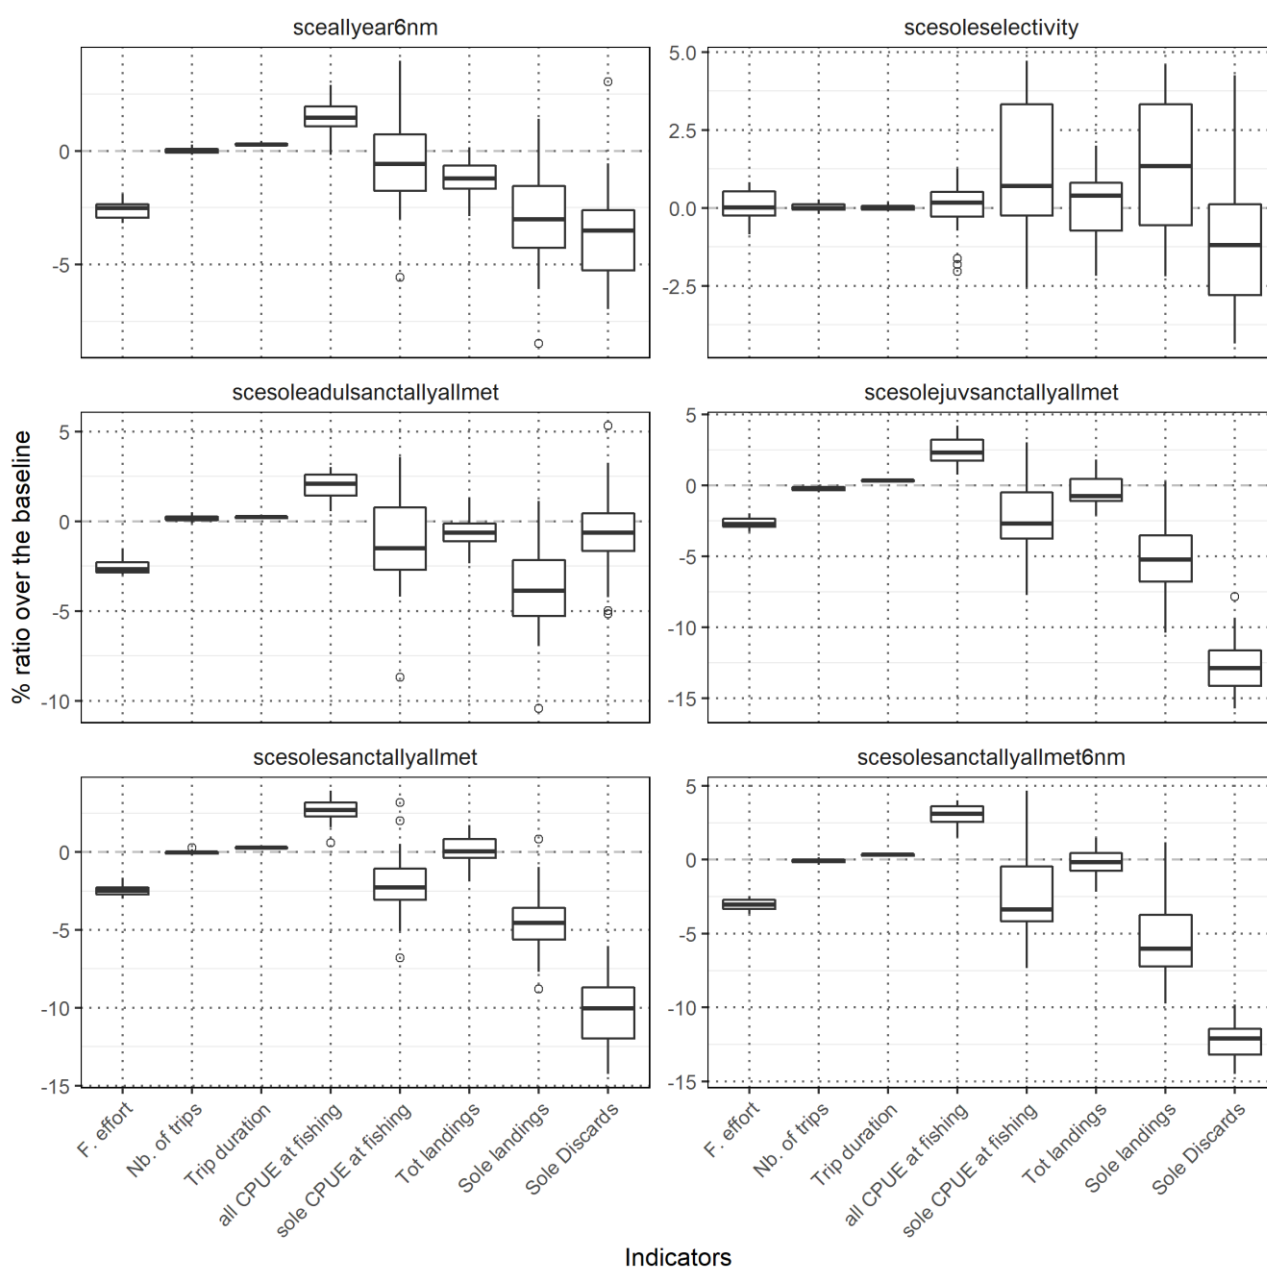 sceallyear6nm
scesoleselectivity
0
-5
5.0
2.5
0.0
-2.5
scesoleadulsanctallyallmet
scesolejuvsanctallyallmet
5
0
-5
-10
5
0
-5
-10
-15
% ratio over the baseline
scesolesanctallyallmet
scesolesanctallyallmet6nm
0
-5
-10
-15
5
0
-5
-10
-15
F. effort
Nb. of trips
Trip duration
all CPUE at fishing
sole CPUE at fishing
Tot landings
Sole landings
Sole Discards
F. effort
Nb. of trips
Trip duration
all CPUE at fishing
sole CPUE at fishing
Tot landings
Sole landings
Sole Discards
Indicators